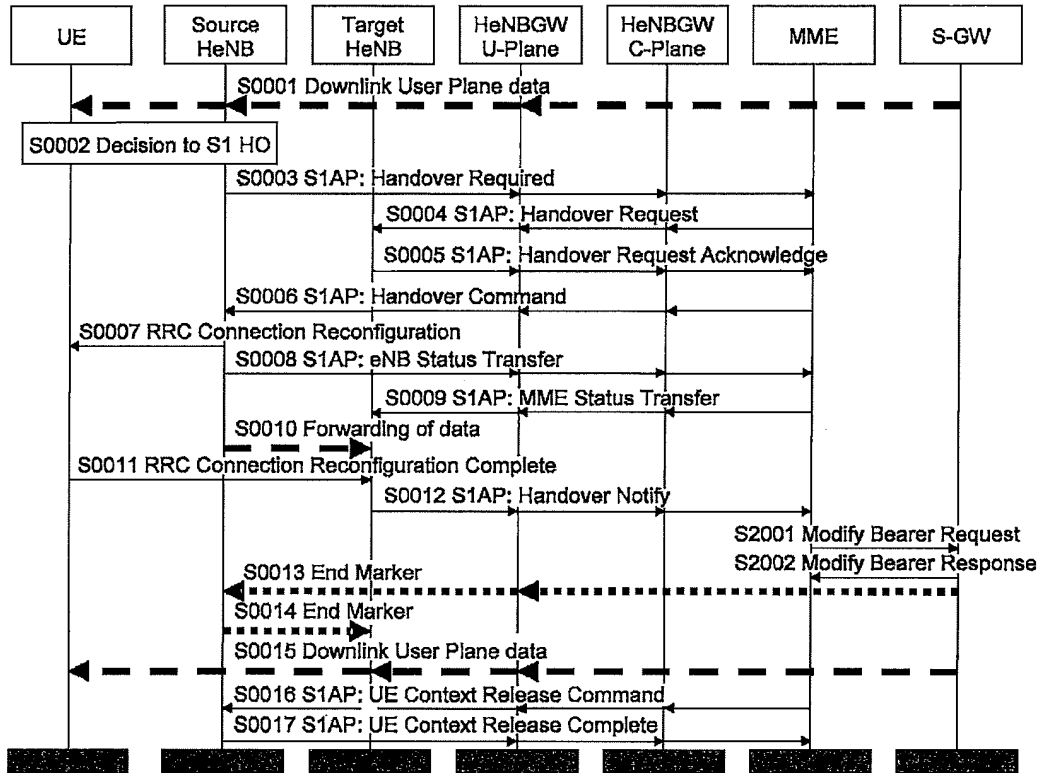 UE
Source
HeNB
Target
HeNB
HeNBGW
U-Plane
HeNBGW
C-Plane
MME
S-GW
S0001 Downlink User Plane data
S0002 Decision to S1 HO
S0003 S1AP: Handover Required
S0004 S1AP: Handover Request
S0005 S1AP: Handover Request Acknowledge
S0006 S1AP: Handover Command
S0007 RRC Connection Reconfiguration
S0008 S1AP: eNB Status Transfer
S0009 S1AP: MME Status Transfer
S0010 Forwarding of data
S0011 RRC Connection Reconfiguration Complete
S0012 S1AP: Handover Notify
S2001 Modify Bearer Request
S2002 Modify Bearer Response
S0013 End Marker
S0014 End Marker
S0015 Downlink User Plane data
S0016 S1AP: UE Context Release Command
S0017 S1AP: UE Context Release Complete